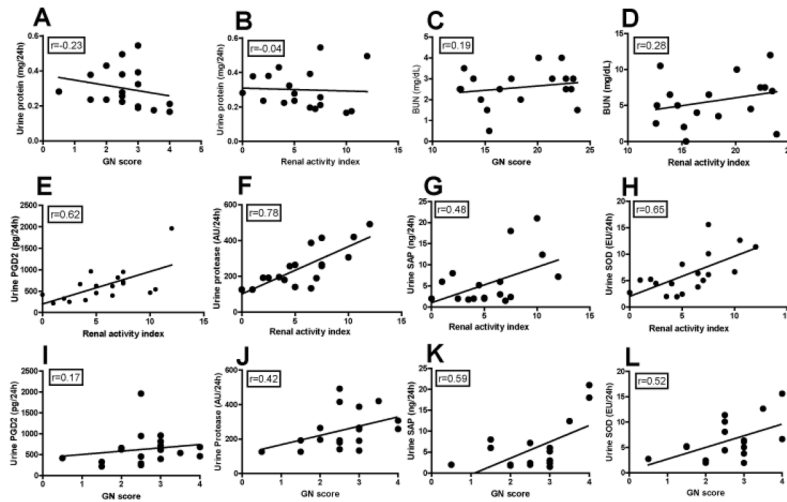 A
r=-0.23
Urine protein (mg/24h)
0.6
0.4
0.2
0.0
0 1 2 3 4 5
GN score
B
r=-0.04
Urine protein (mg/24h)
0.6
0.4
0.2
0.0
0 5 10 15
Renal activity index
C
r=0.19
BUN (mg/dL)
5
4
3
2
1
0
10 15 20 25
GN score
D
r=0.28
BUN (mg/dL)
15
10
5
0
10 15 20
Renal activity index
E
r=0.62
Urine PGD2
(pg/24h)
2500
2000
1500
1000
500
0
0 5 10 15
Renal activity index
F
r=0.78
Urine protease (AU/24h)
600
400
200
0
0 5 10 15
Renal activity index
G
r=0.48
Urine SAP (ng/24h)
25
20
15
10
5
0
0 5 10 15
Renal activity index
H
r=0.65
Urine SOD (EU/24h)
20
15
10
5
0
0 5 10
Renal activity index
I
r=0.17
Urine PGD2
(pg/24h)
2500
2000
1500
1000
500
0
0 1 2 3 4
GN score
J
r=0.42
Urine Protease (AU/24h)
600
400
200
0
0 1 2 3 4
GN score
K
r=0.59
Urine SAP (ng/24h)
25
20
15
10
5
0
0 1 2 3 4
GN score
L
r=0.52
Urine SOD (EU/24h)
20
15
10
5
0
0 1 2 3 4
GN score